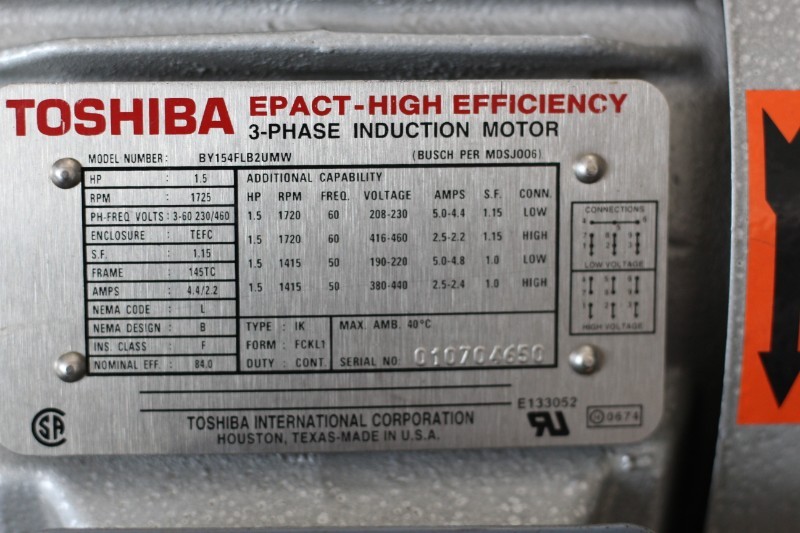 TOSHIBA EPACT-HIGH EFFICIENCY
3-PHASE INDUCTION MOTOR
MODEL NUMBER: BY154FLB2UMW (BUSCH PER MDSJ006)
HP : 1.5
RPM : 1725
PH-FREQ VOLTS : 3-60 230/460
ENCLOSURE : TEFC
S.F. : 1.15
FRAME : 145TC
AMPS : 4.4/2.2
NEMA CODE : L
NEMA DESIGN : B
INS. CLASS : F
NOMINAL EFF. : 84.0
ADDITIONAL CAPABILITY
HP RPM FREQ. VOLTAGE AMPS S.F. CONN.
1.5 1720 60 208-230 5.0-4.4 1.15 LOW
1.5 1720 60 416-460 2.5-2.2 1.15 HIGH
1.5 1415 50 190-220 5.0-4.8 1.0 LOW
1.5 1415 50 380-440 2.5-2.4 1.0 HIGH
TYPE : IK
FORM : FCKL1
DUTY : CONT.
MAX. AMB. 40°C
SERIAL NO. 010704650
CONNECTIONS
LOW VOLTAGE
HIGH VOLTAGE
TOSHIBA INTERNATIONAL CORPORATION
HOUSTON, TEXAS-MADE IN U.S.A.
E133052
0674